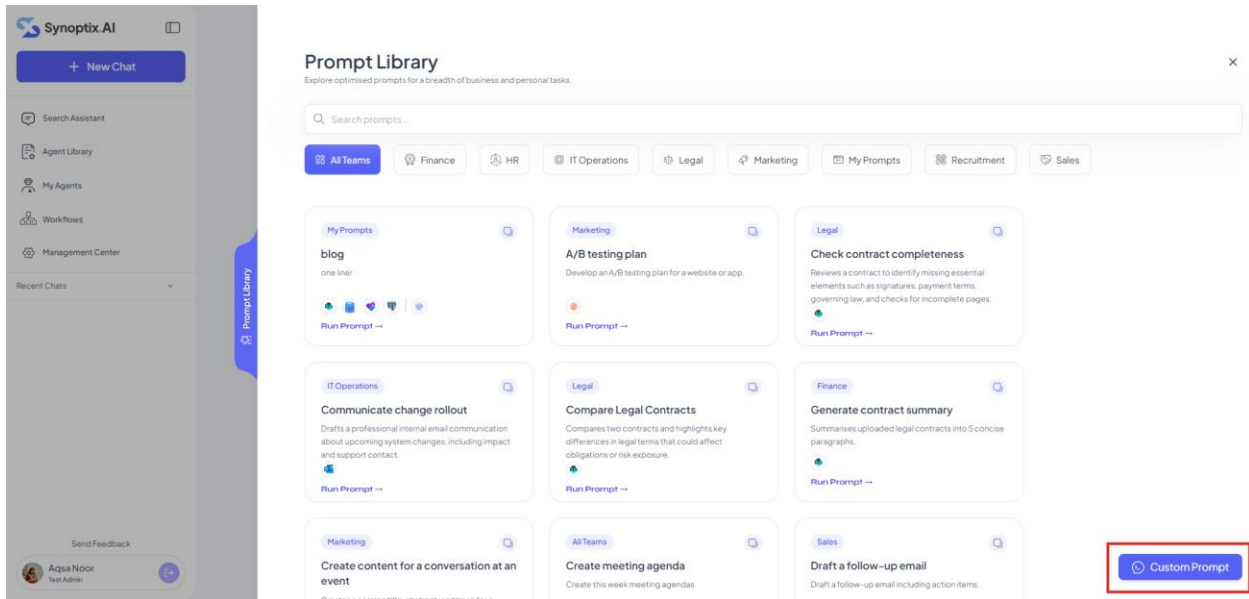 Synoptix.AI
+ New Chat
Search Assistant
Agent Library
My Agents
Workflows
Management Center
Recent Chats
Send Feedback
Aqsa Noor
Test Admin
Prompt Library
Prompt Library
Explore optimised prompts for a breadth of business and personal tasks.
Search prompts...
All Teams
Finance
HR
IT Operations
Legal
Marketing
My Prompts
Recruitment
Sales
My Prompts
blog
one liner
Run Prompt →
Marketing
A/B testing plan
Develop an A/B testing plan for a website or app.
Run Prompt →
Legal
Check contract completeness
Reviews a contract to identify missing essential
elements such as signatures, payment terms,
governing law, and checks for incomplete pages.
Run Prompt →
IT Operations
Communicate change rollout
Drafts a professional internal email communication
about upcoming system changes, including impact
and support contact.
Run Prompt →
Legal
Compare Legal Contracts
Compares two contracts and highlights key
differences in legal terms that could affect
obligations or risk exposure.
Run Prompt →
Finance
Generate contract summary
Summarises uploaded legal contracts into 5 concise
paragraphs.
Run Prompt →
Marketing
Create content for a conversation at an
event
All Teams
Create meeting agenda
Create this week meeting agendas
Sales
Draft a follow-up email
Draft a follow-up email including action items.
Custom Prompt